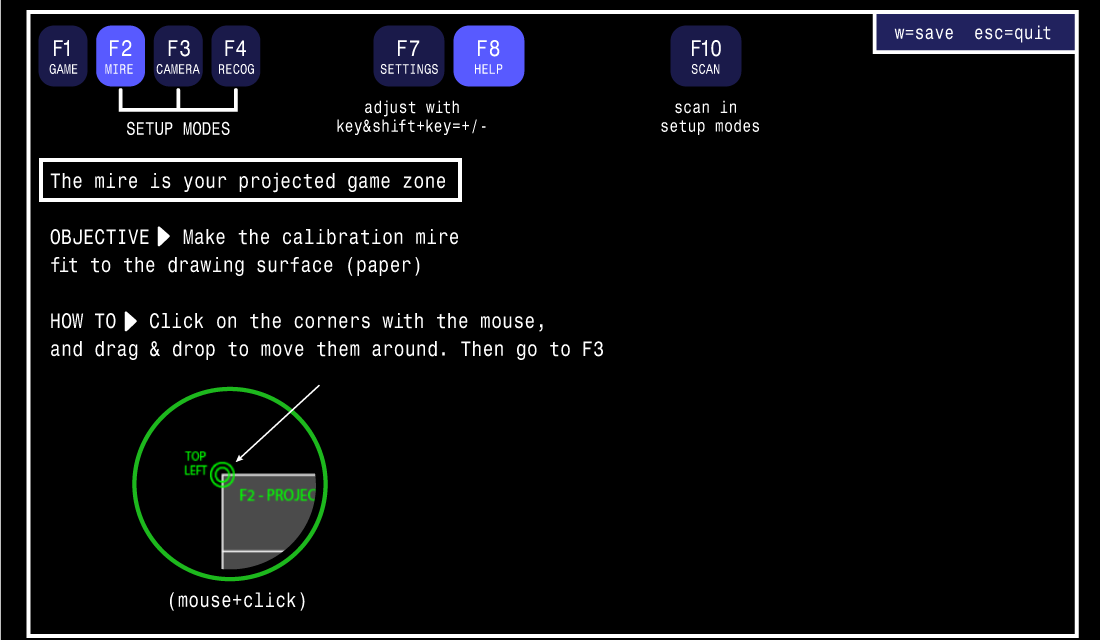 F1 F2 F3 F4 F7 F8 F10 w=save esc=quit
GAME MIRE CAMERA RECOG SETTINGS HELP SCAN
adjust with scan in
SETUP MODES key&shift+key=+/- setup modes
The mire is your projected game zone
OBJECTIVE Make the calibration mire
fit to the drawing surface (paper)
HOW TO Click on the corners with the mouse,
and drag & drop to move them around. Then go to F3
TOP
LEFT
F2 - PROJEC
(mouse+click)